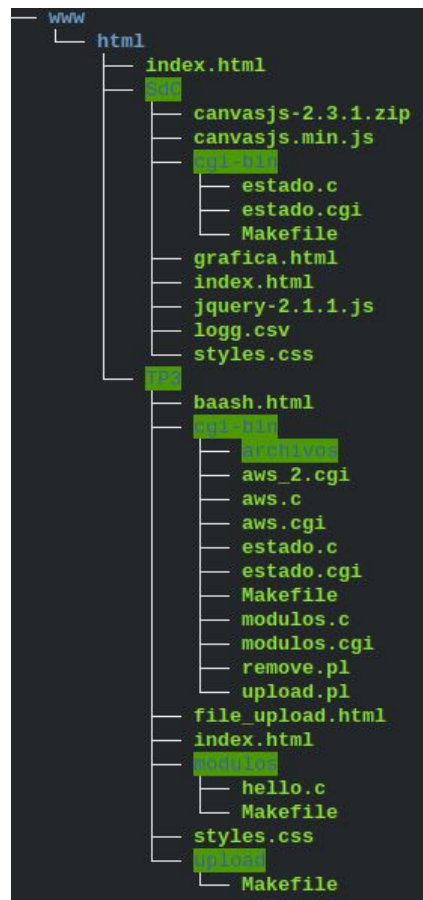 www
html
index.html
SdC
canvasjs-2.3.1.zip
canvasjs.min.js
cgi-bin
estado.c
estado.cgi
Makefile
grafica.html
index.html
jquery-2.1.1.js
logg.csv
styles.css
TP3
baash.html
cgi-bin
archivos
aws_2.cgi
aws.c
aws.cgi
estado.c
estado.cgi
Makefile
modulos.c
modulos.cgi
remove.pl
upload.pl
file_upload.html
index.html
modulos
hello.c
Makefile
styles.css
upload
Makefile